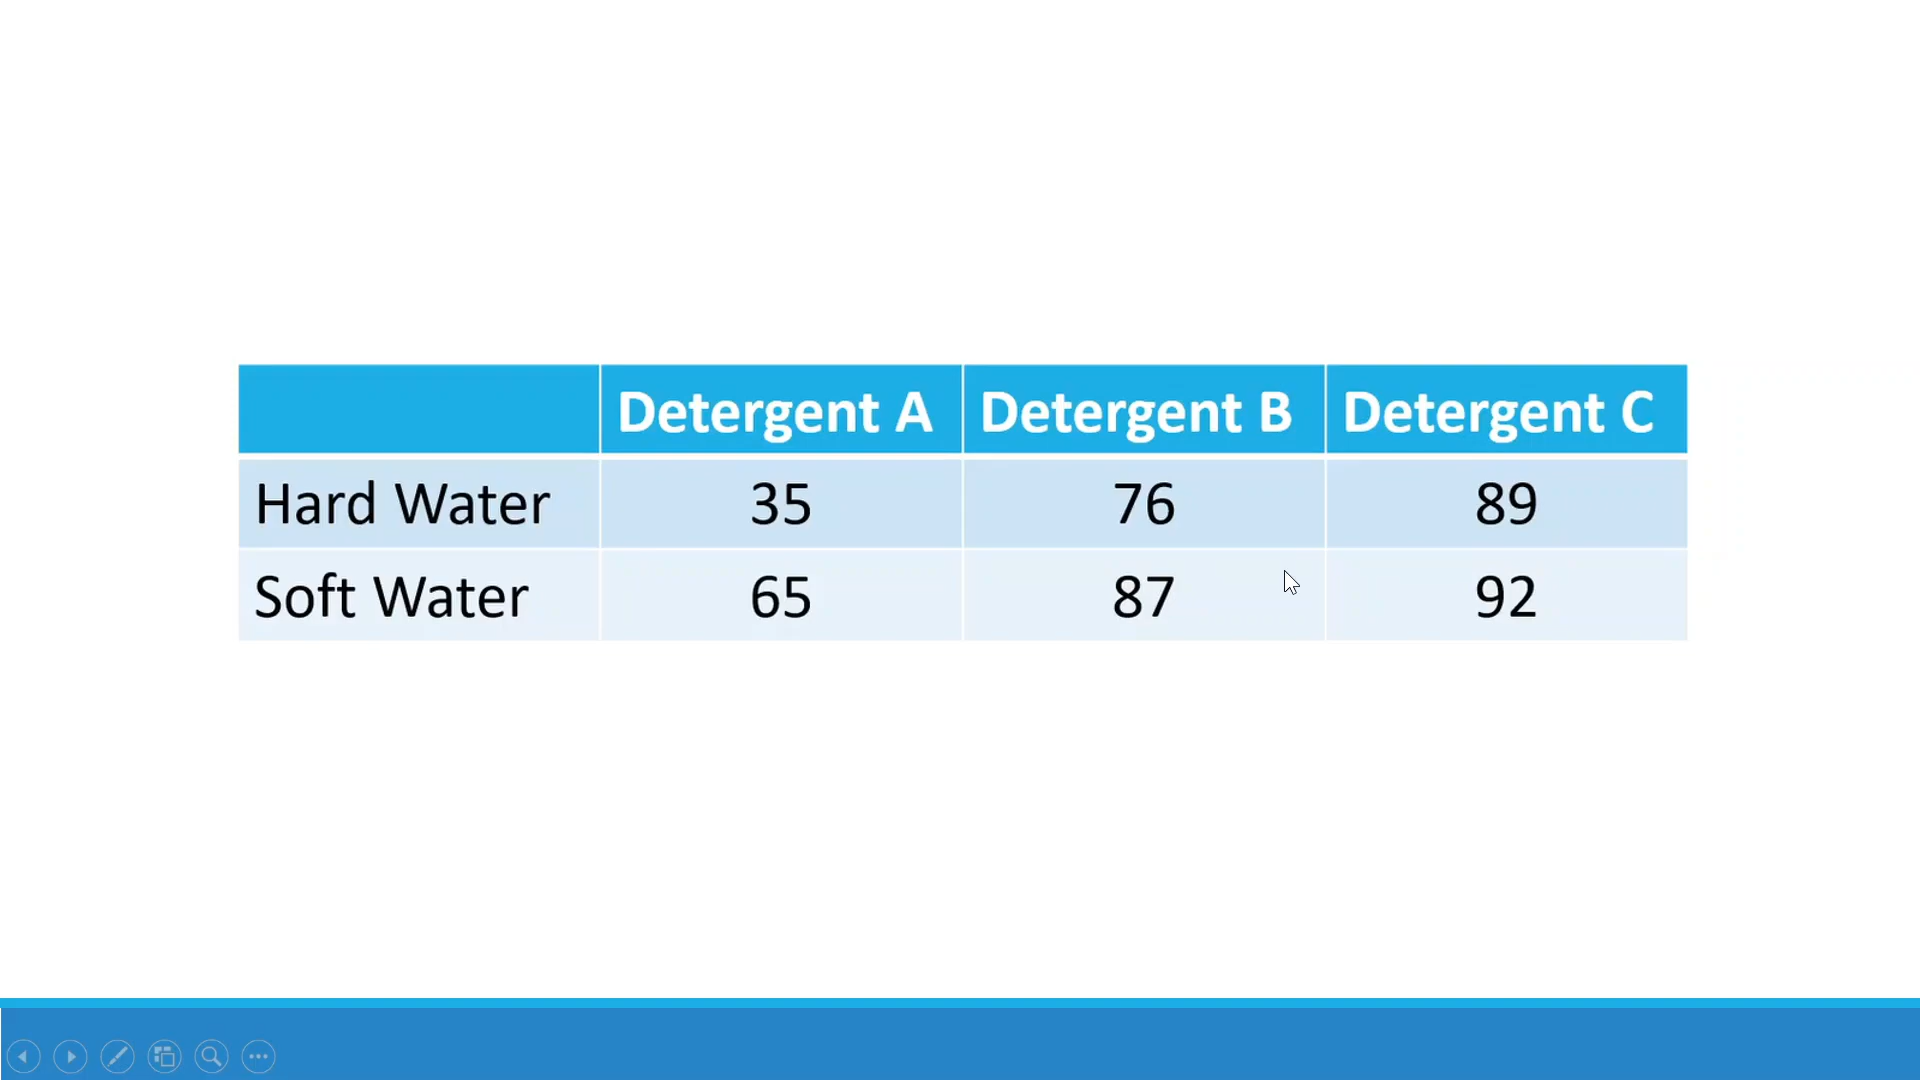 Detergent A Detergent B Detergent C
Hard Water 35 76 89
Soft Water 65 87 92